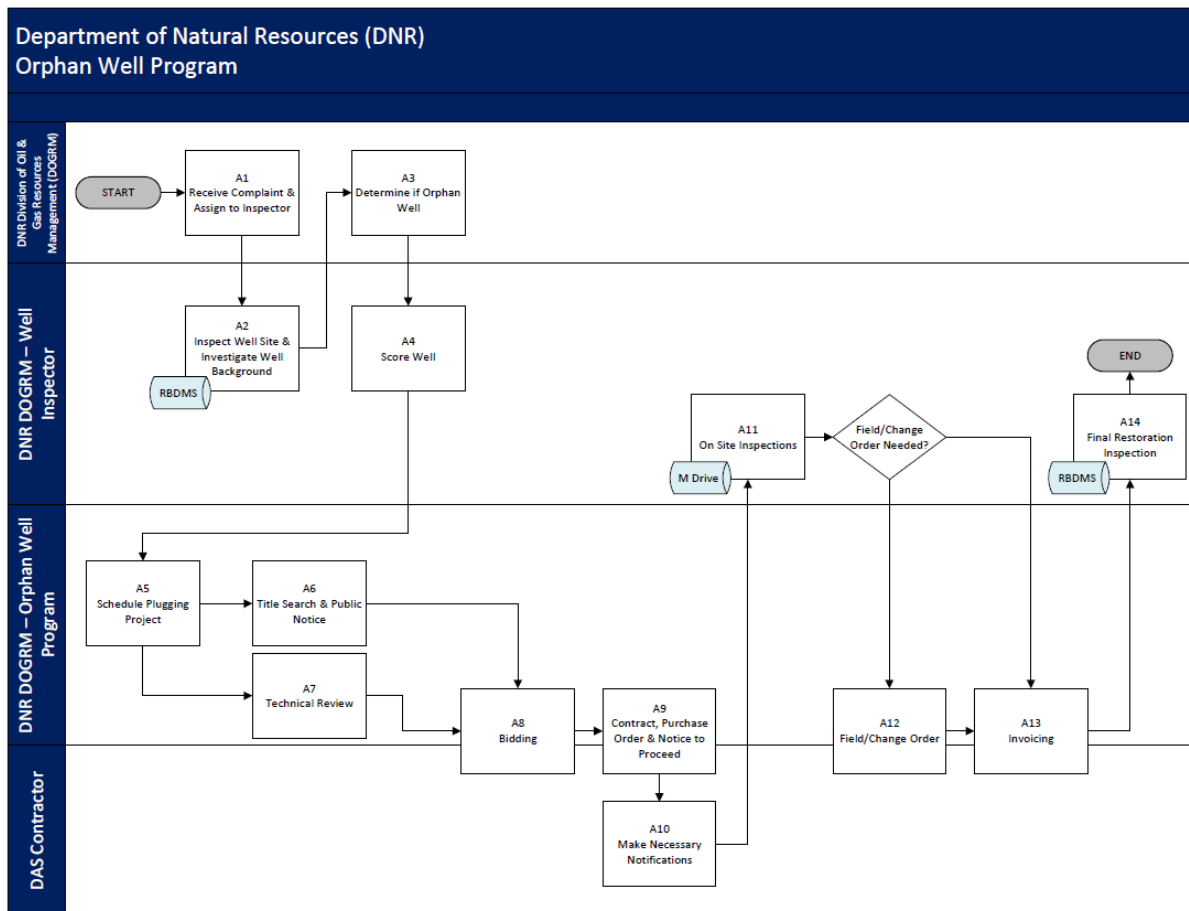 Department of Natural Resources (DNR)
Orphan Well Program
DNR Division of Oil &
Gas Resources
Management (DOGRM)
START
A1
Receive Complaint &
Assign to Inspector
A3
Determine if Orphan
Well
DNR DOGRM – Well
Inspector
A2
Inspect Well Site &
Investigate Well
Background
RBDMS
A4
Score Well
A11
On Site Inspections
M Drive
Field/Change
Order Needed?
END
A14
Final Restoration
Inspection
RBDMS
DNR DOGRM – Orphan Well
Program
A5
Schedule Plugging
Project
A6
Title Search & Public
Notice
A7
Technical Review
A8
Bidding
A9
Contract, Purchase
Order & Notice to
Proceed
A12
Field/Change Order
A13
Invoicing
DAS Contractor
A10
Make Necessary
Notifications